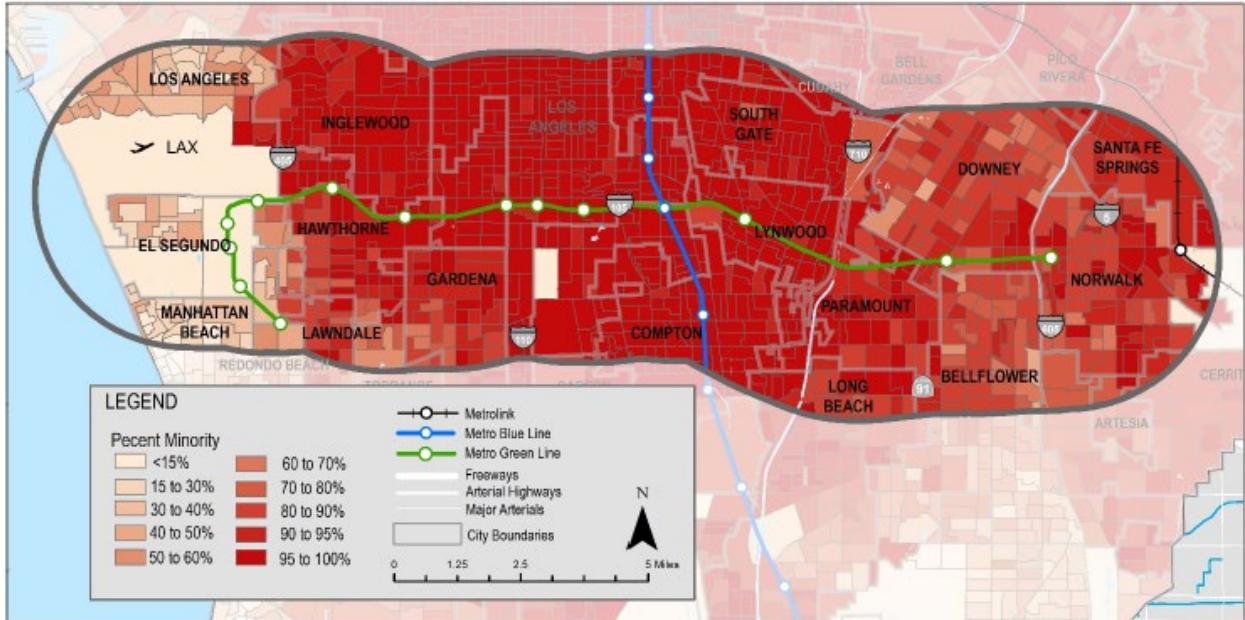 CUDAHY
BELL
GARDENS
PICO
RIVERA
LOS ANGELES
LAX
INGLEWOOD
LOS
ANGELES
SOUTH
GATE
DOWNEY
SANTA FE
SPRINGS
405
710
105
5
EL SEGUNDO
HAWTHORNE
LYNWOOD
GARDENA
NORWALK
MANHATTAN
BEACH
LAWNDALE
110
COMPTON
PARAMOUNT
605
REDONDO BEACH
LONG
BEACH
91
BELLFLOWER
CERRIT
ARTESIA
LEGEND
Pecent Minority
<15%
15 to 30%
30 to 40%
40 to 50%
50 to 60%
60 to 70%
70 to 80%
80 to 90%
90 to 95%
95 to 100%
Metrolink
Metro Blue Line
Metro Green Line
Freeways
Arterial Highways
Major Arterials
City Boundaries
N
0 1.25 2.5 5 Miles